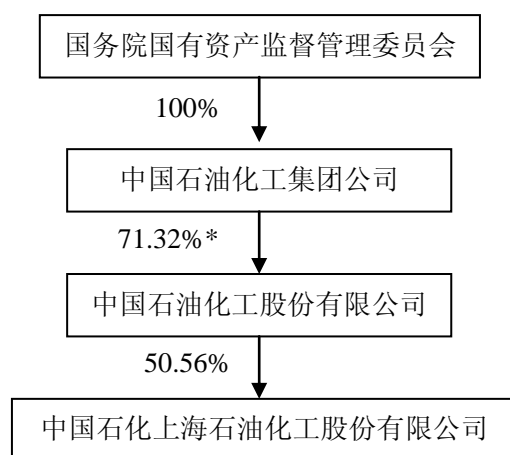 国务院国有资产监督管理委员会
100%
中国石油化工集团公司
71.32%*
中国石油化工股份有限公司
50.56%
中国石化上海石油化工股份有限公司